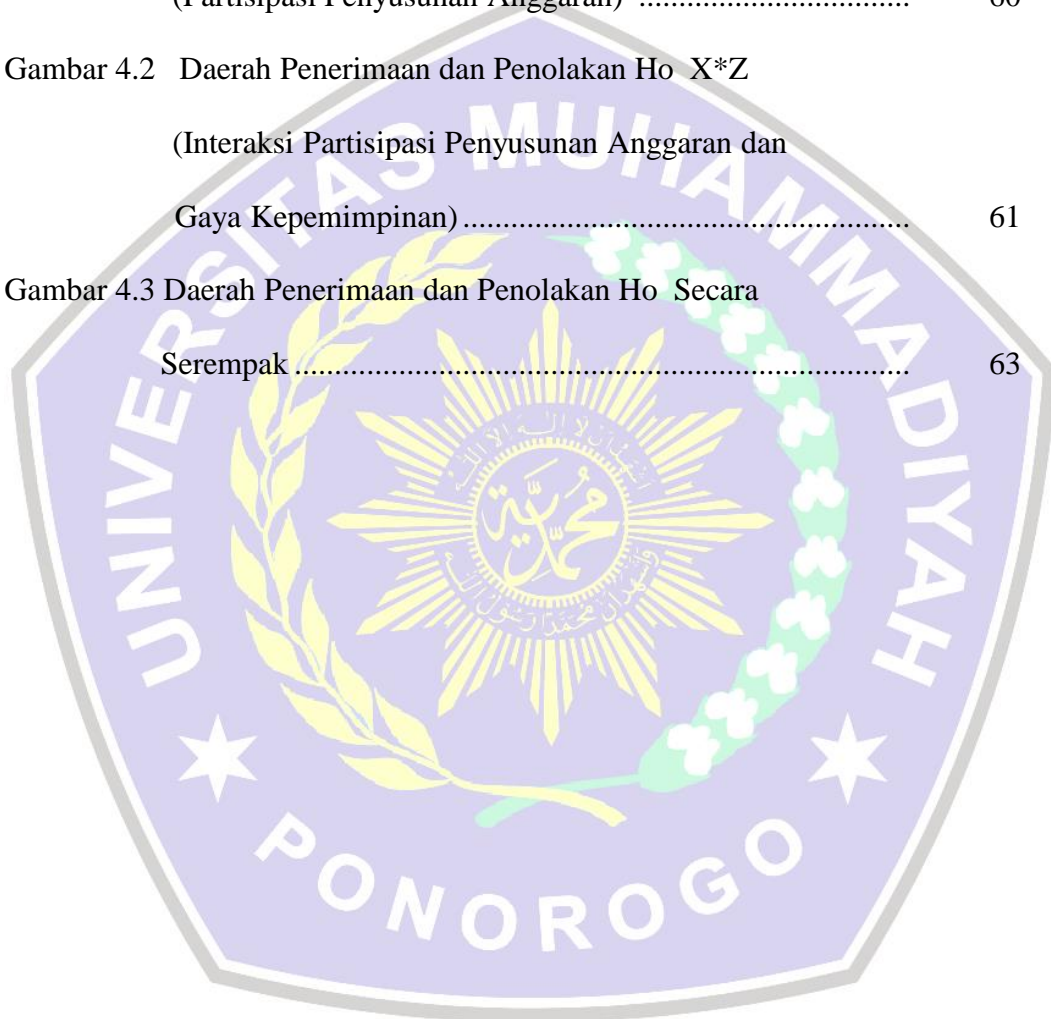 (Partisipasi Penyusunan Anggaran) ................................. 60
Gambar 4.2 Daerah Penerimaan dan Penolakan Ho X*Z
(Interaksi Partisipasi Penyusunan Anggaran dan
Gaya Kepemimpinan) ...................................................... 61
Gambar 4.3 Daerah Penerimaan dan Penolakan Ho Secara
Serempak .......................................................................... 63
UNIVERSITAS MUHAMMADIYAH
PONOROGO
محمدية